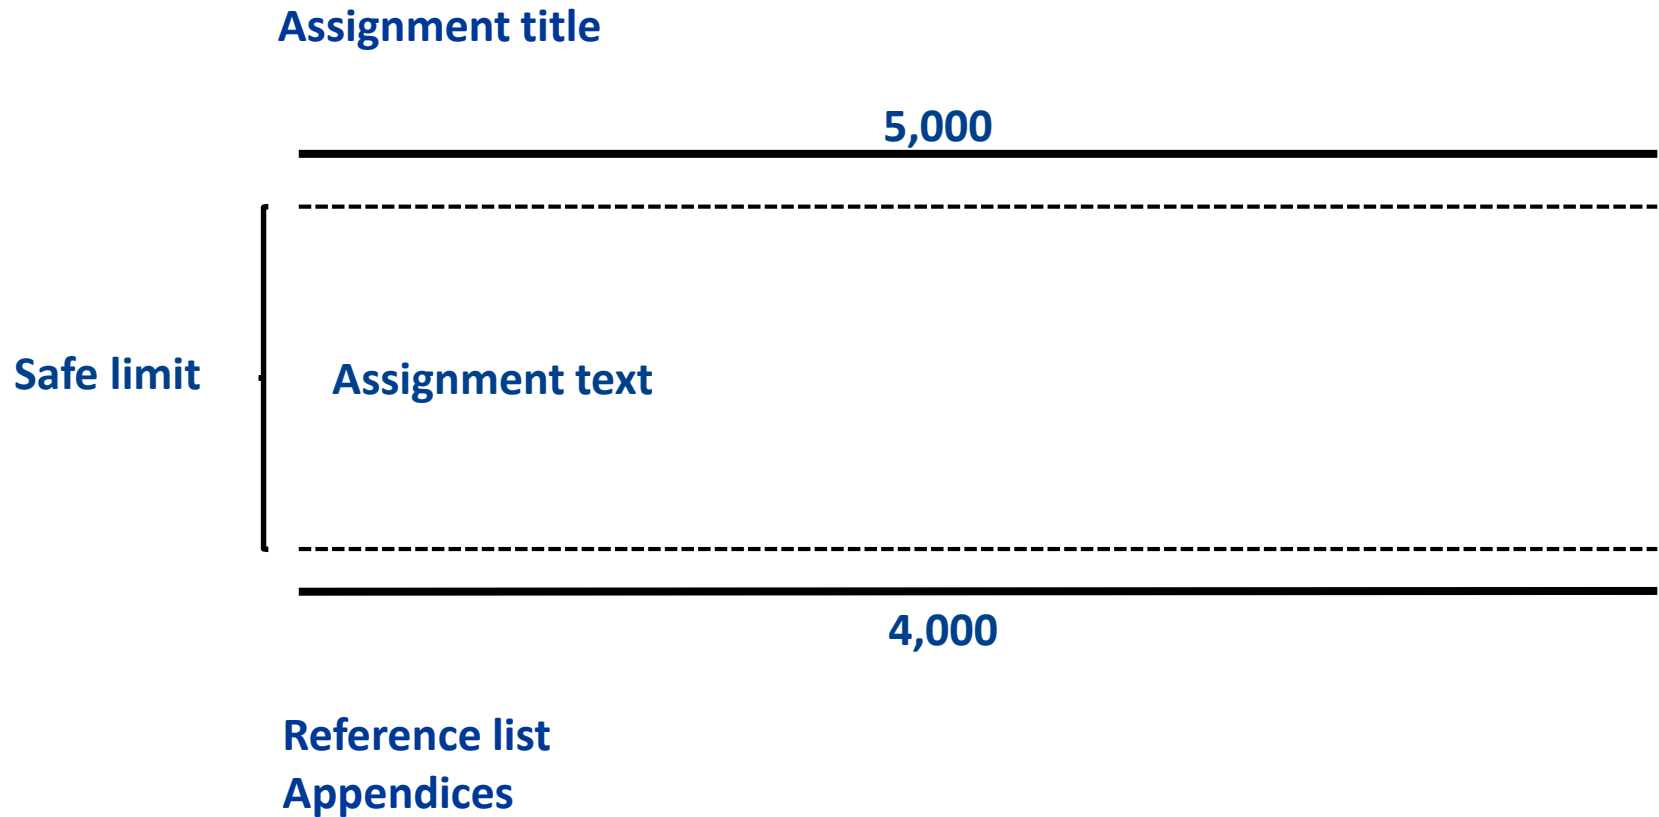 Assignment title
5,000
Safe limit
Assignment text
4,000
Reference list
Appendices